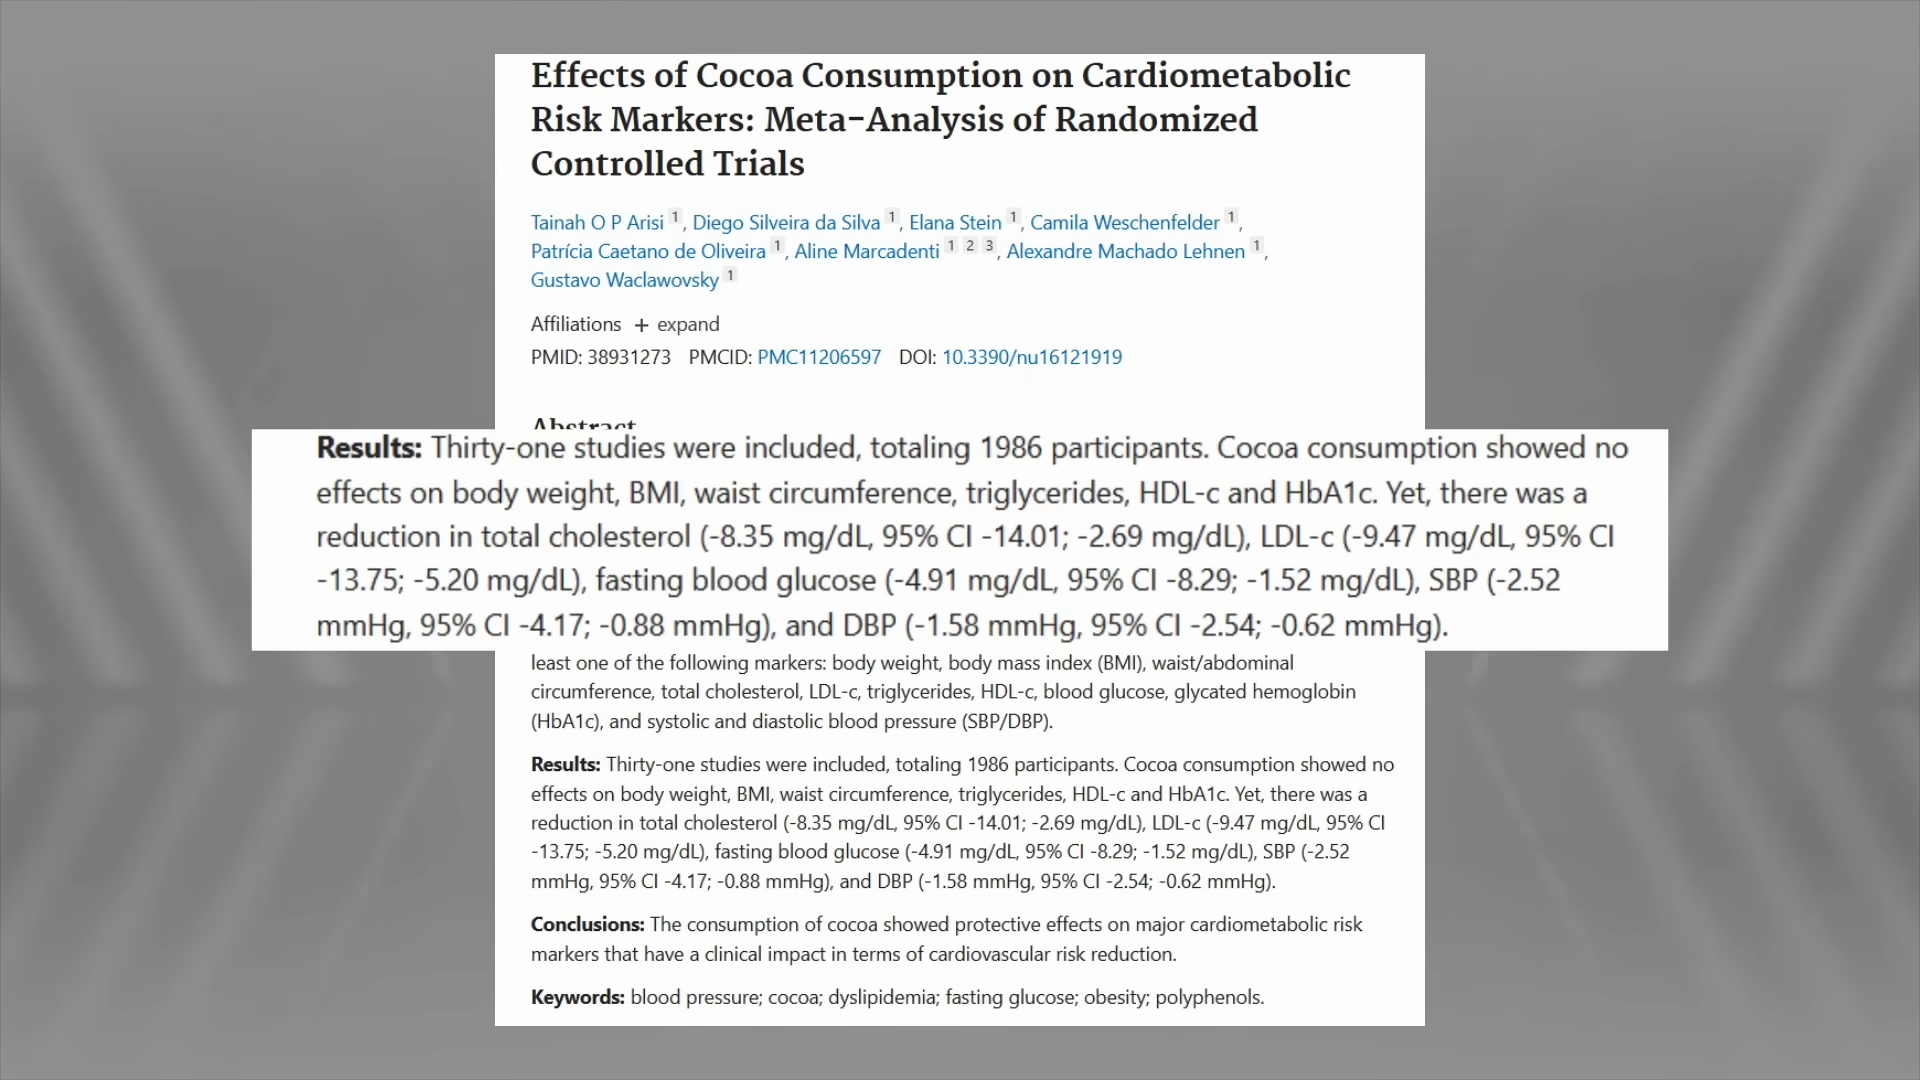 Effects of Cocoa Consumption on Cardiometabolic
Risk Markers: Meta-Analysis of Randomized
Controlled Trials
Tainah O P Arisi 1, Diego Silveira da Silva 1, Elana Stein 1, Camila Weschenfelder 1,
Patrícia Caetano de Oliveira 1, Aline Marcadenti 1 2 3, Alexandre Machado Lehnen 1,
Gustavo Waclawovsky 1
Affiliations + expand
PMID: 38931273 PMCID: PMC11206597 DOI: 10.3390/nu16121919
Abstract
Results: Thirty-one studies were included, totaling 1986 participants. Cocoa consumption showed no
effects on body weight, BMI, waist circumference, triglycerides, HDL-c and HbA1c. Yet, there was a
reduction in total cholesterol (-8.35 mg/dL, 95% CI -14.01; -2.69 mg/dL), LDL-c (-9.47 mg/dL, 95% CI
-13.75; -5.20 mg/dL), fasting blood glucose (-4.91 mg/dL, 95% CI -8.29; -1.52 mg/dL), SBP (-2.52
mmHg, 95% CI -4.17; -0.88 mmHg), and DBP (-1.58 mmHg, 95% CI -2.54; -0.62 mmHg).
least one of the following markers: body weight, body mass index (BMI), waist/abdominal
circumference, total cholesterol, LDL-c, triglycerides, HDL-c, blood glucose, glycated hemoglobin
(HbA1c), and systolic and diastolic blood pressure (SBP/DBP).
Results: Thirty-one studies were included, totaling 1986 participants. Cocoa consumption showed no
effects on body weight, BMI, waist circumference, triglycerides, HDL-c and HbA1c. Yet, there was a
reduction in total cholesterol (-8.35 mg/dL, 95% CI -14.01; -2.69 mg/dL), LDL-c (-9.47 mg/dL, 95% CI
-13.75; -5.20 mg/dL), fasting blood glucose (-4.91 mg/dL, 95% CI -8.29; -1.52 mg/dL), SBP (-2.52
mmHg, 95% CI -4.17; -0.88 mmHg), and DBP (-1.58 mmHg, 95% CI -2.54; -0.62 mmHg).
Conclusions: The consumption of cocoa showed protective effects on major cardiometabolic risk
markers that have a clinical impact in terms of cardiovascular risk reduction.
Keywords: blood pressure; cocoa; dyslipidemia; fasting glucose; obesity; polyphenols.